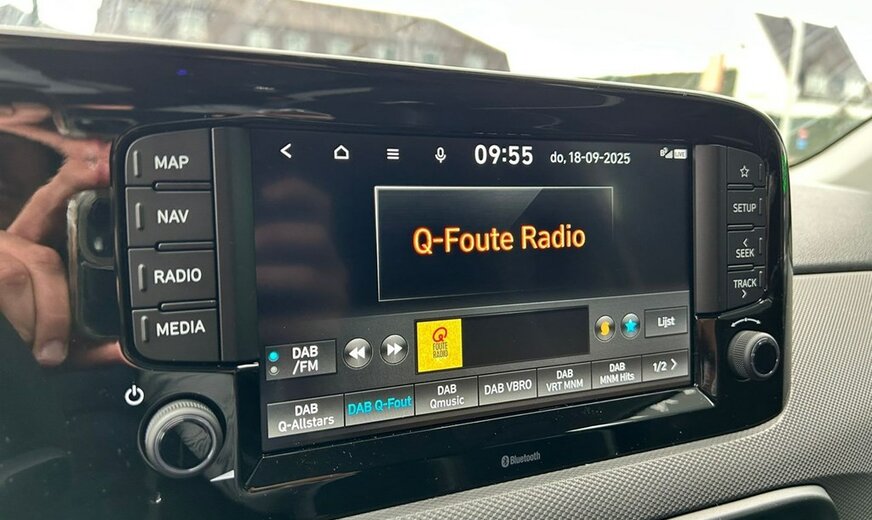 09:55
do, 18-09-2025
LIVE
MAP
NAV
RADIO
MEDIA
SETUP
SEEK
TRACK
Q-Foute Radio
DAB
/FM
Q
FOUTE
RADIO
Lijst
DAB
Q-Allstars
DAB Q-Fout
DAB
Qmusic
DAB VBRO
DAB
VRT MNM
DAB
MNM Hits
1/2
Bluetooth